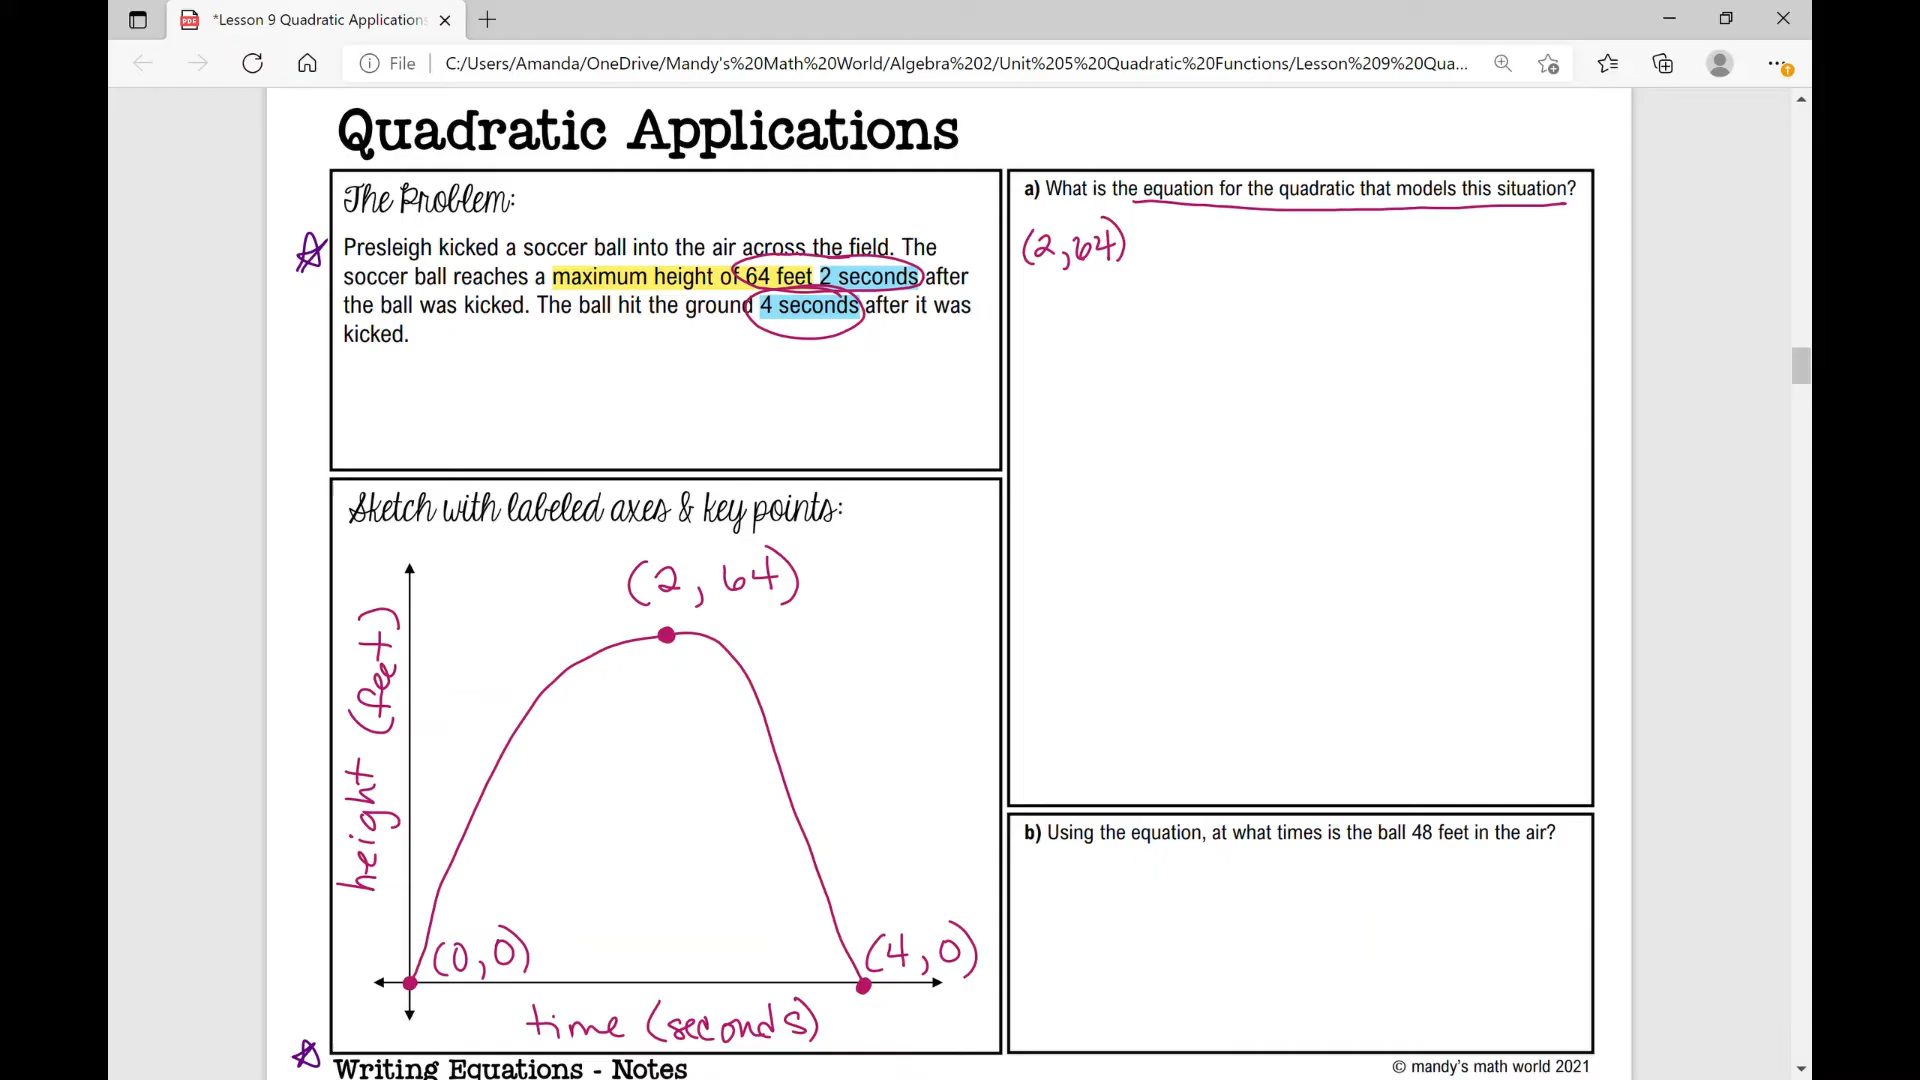 *Lesson 9 Quadratic Applications
File
C:/Users/Amanda/OneDrive/Mandy's%20Math%20World/Algebra%202/Unit%205%20Quadratic%20Functions/Lesson%209%20Qua...
Quadratic Applications
The Problem:
Presleigh kicked a soccer ball into the air across the field. The
soccer ball reaches a maximum height of 64 feet 2 seconds after
the ball was kicked. The ball hit the ground 4 seconds after it was
kicked.
Sketch with labeled axes & key points:
(2, 64)
height (feet)
(0,0)
(4,0)
time (seconds)
Writing Equations - Notes
a) What is the equation for the quadratic that models this situation?
(2,64)
b) Using the equation, at what times is the ball 48 feet in the air?
© mandy's math world 2021